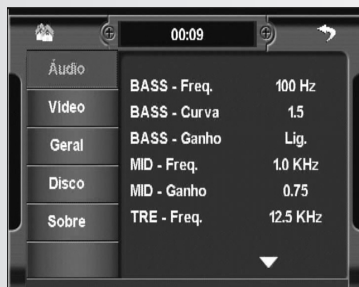 00:09
Áudio
Video
Geral
Disco
Sobre
BASS - Freq. 100 Hz
BASS - Curva 1.5
BASS - Ganho Lig.
MID - Freq. 1.0 KHz
MID - Ganho 0.75
TRE - Freq. 12.5 KHz